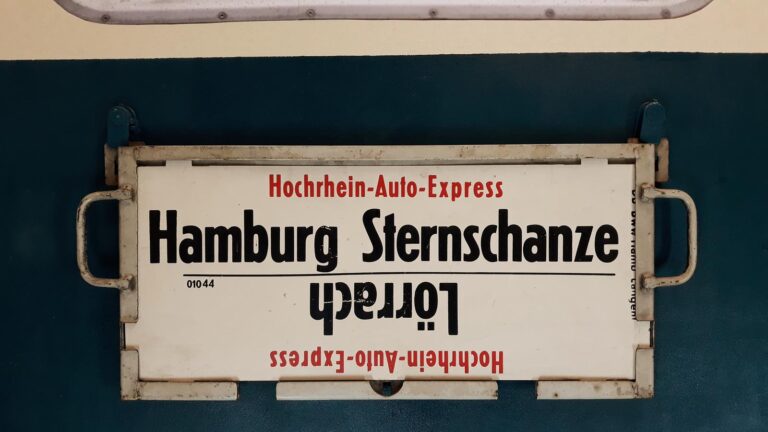 Hochrhein-Auto-Express
Hamburg Sternschanze
01044
Lörrach
Hochrhein-Auto-Express